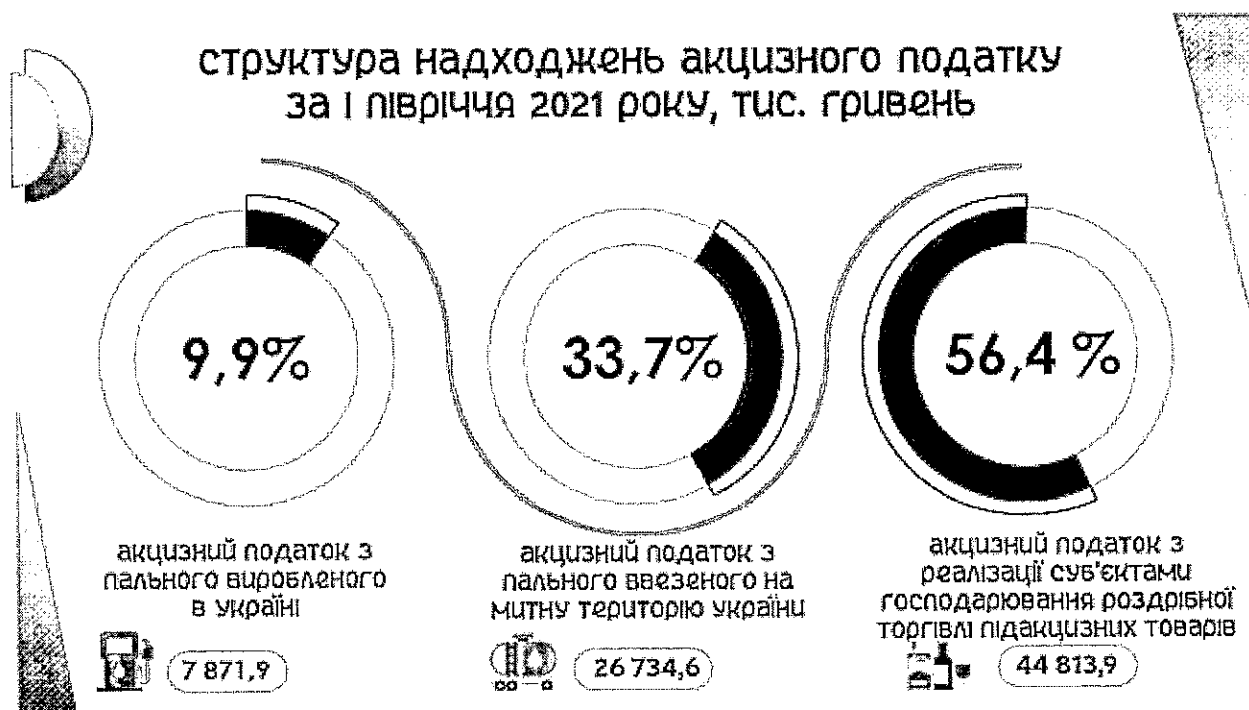 структура надходжень акцизного податку
за І півріччя 2021 року, тис. гривень
9,9%
33,7%
56,4 %
акцизний податок з
пального виробленого
в україні
7 871,9
акцизний податок з
пального ввезеного на
митну територію україни
26 734,6
акцизний податок з
реалізації суб'єктами
господарювання роздрібної
торгівлі підакцизних товарів
44 813,9